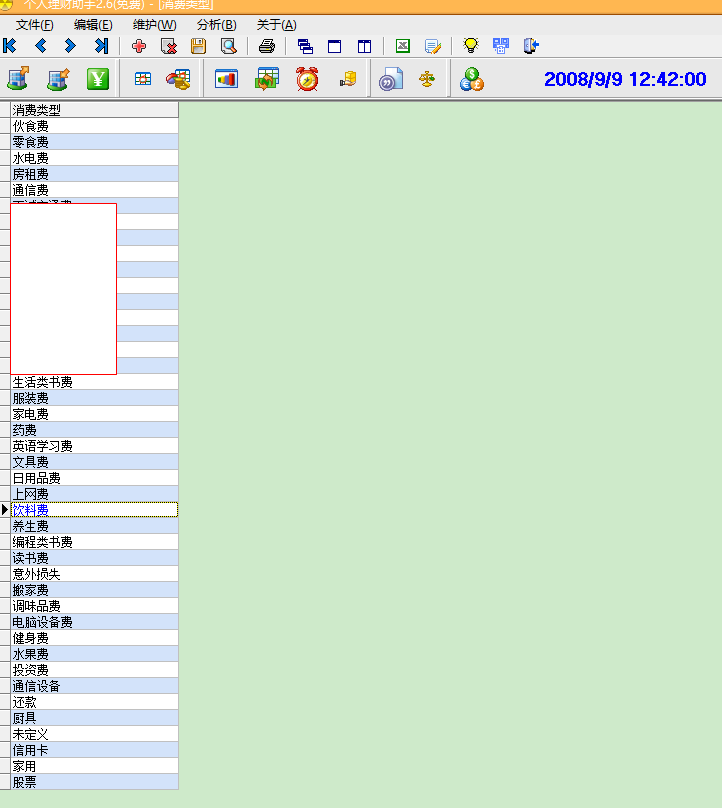 个人理财助手2.6(免费) - [消费类型]
文件(F) 编辑(E) 维护(W) 分析(B) 关于(A)
2008/9/9 12:42:00
消费类型
伙食费
零食费
水电费
房租费
通信费
生活类书费
服装费
家电费
药费
英语学习费
文具费
日用品费
上网费
饮料费
养生费
编程类书费
读书费
意外损失
搬家费
调味品费
电脑设备费
健身费
水果费
投资费
通信设备
还款
厨具
未定义
信用卡
家用
股票